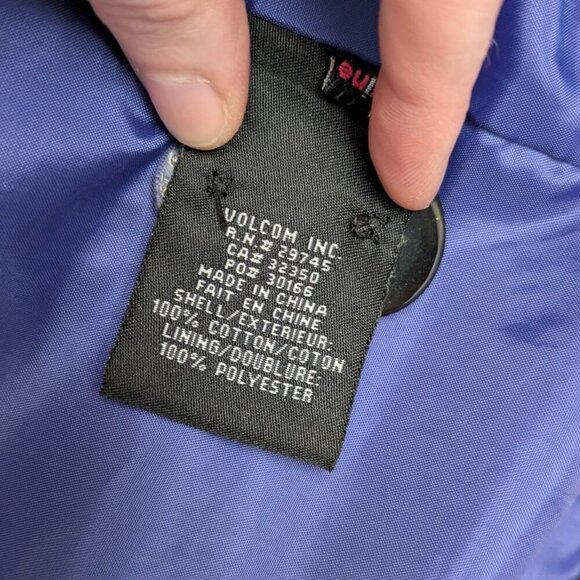 VOLCOM INC.
R.N.# 29745
CA# 32350
PO# 30166
MADE IN CHINA
FAIT EN CHINE
SHELL/EXTERIEUR:
100% COTTON/COTON
LINING/DOUBLURE:
100% POLYESTER